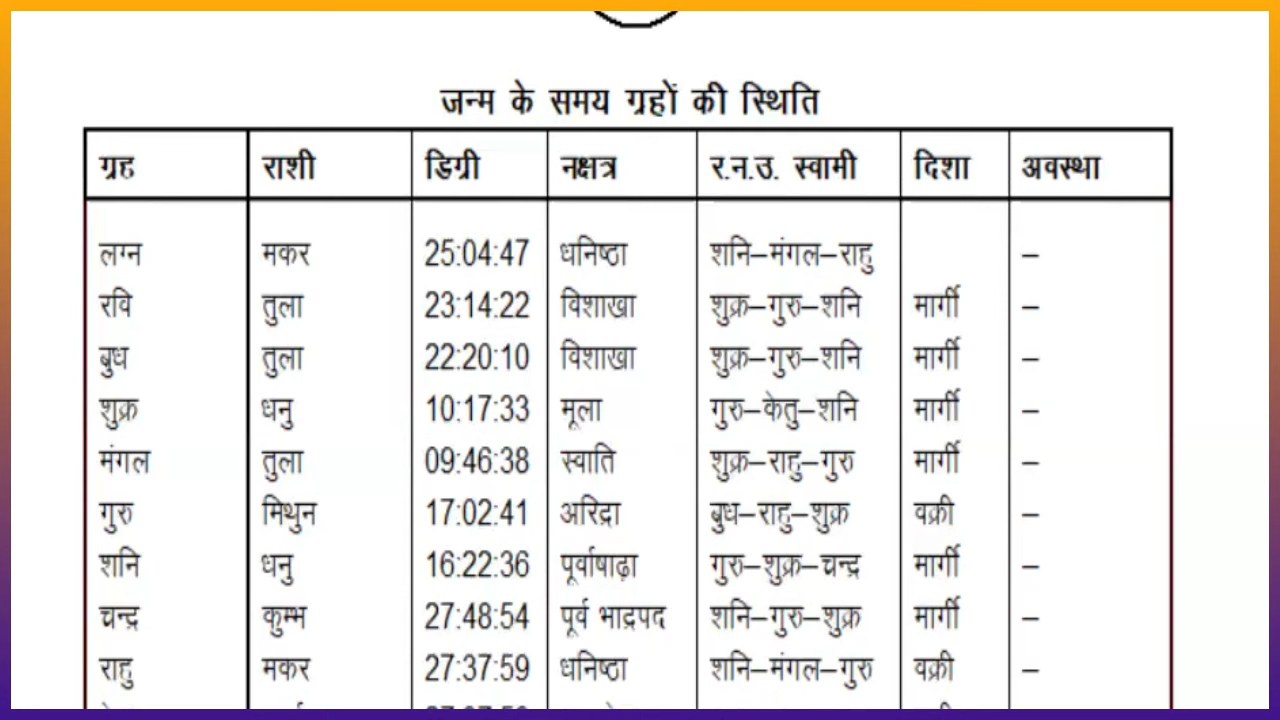 जन्म के समय ग्रहों की स्थिति
ग्रह राशी डिग्री नक्षत्र र.न.उ. स्वामी दिशा अवस्था
लग्न मकर 25:04:47 धनिष्ठा शनि–मंगल–राहु –
रवि तुला 23:14:22 विशाखा शुक्र–गुरु–शनि मार्गी –
बुध तुला 22:20:10 विशाखा शुक्र–गुरु–शनि मार्गी –
शुक्र धनु 10:17:33 मूला गुरु–केतु–शनि मार्गी –
मंगल तुला 09:46:38 स्वाति शुक्र–राहु–गुरु मार्गी –
गुरु मिथुन 17:02:41 अरिद्रा बुध–राहु–शुक्र वक्री –
शनि धनु 16:22:36 पूर्वाषाढ़ा गुरु–शुक्र–चन्द्र मार्गी –
चन्द्र कुम्भ 27:48:54 पूर्व भाद्रपद शनि–गुरु–शुक्र मार्गी –
राहु मकर 27:37:59 धनिष्ठा शनि–मंगल–गुरु वक्री –